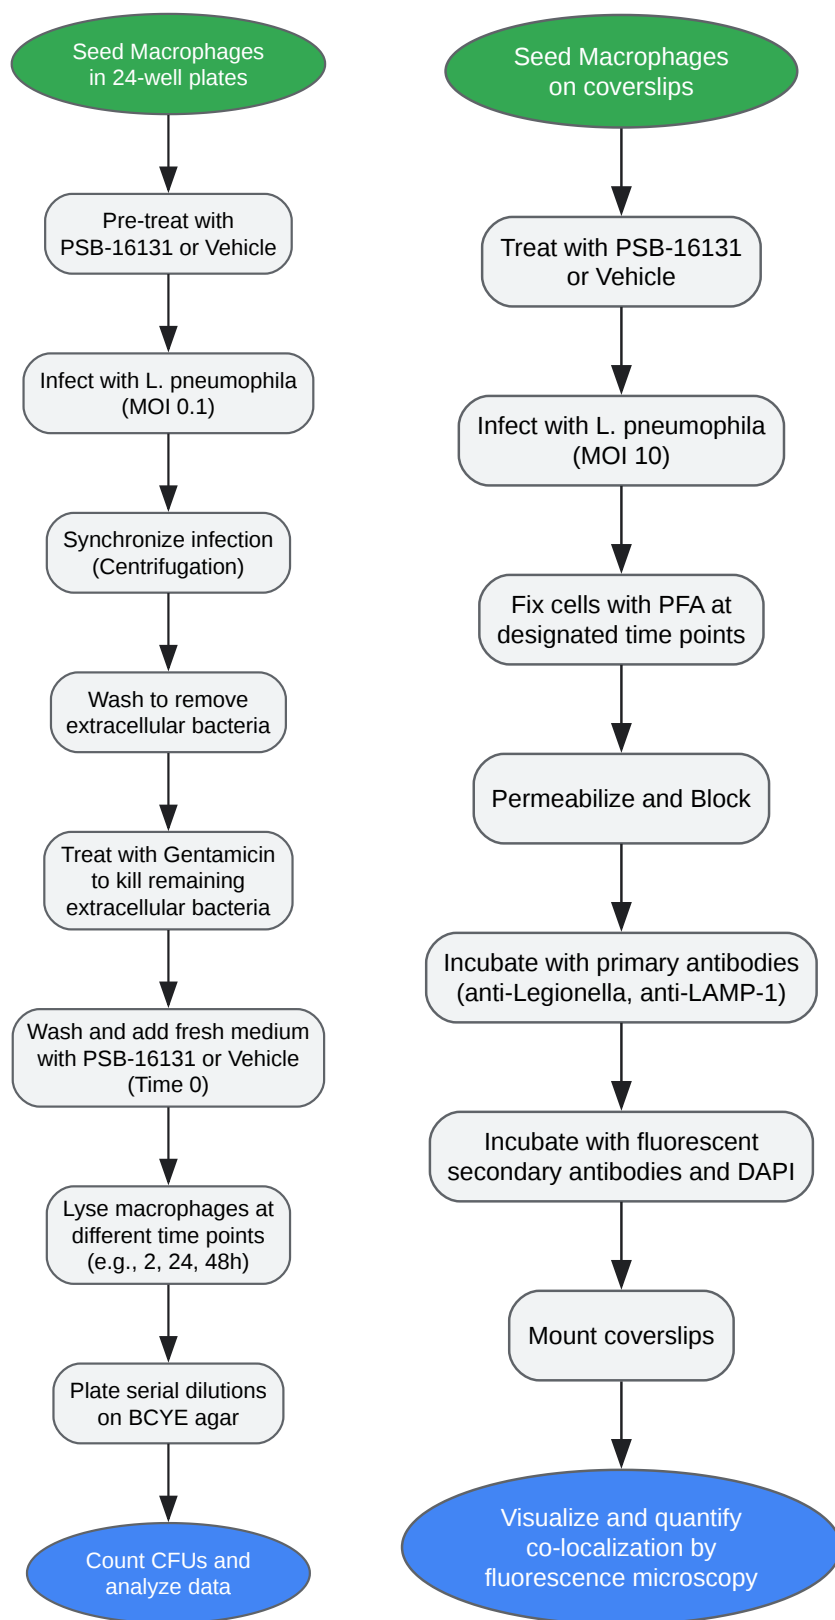 Seed Macrophages
in 24-well plates
Pre-treat with
PSB-16131 or Vehicle
Infect with L. pneumophila
(MOI 0.1)
Synchronize infection
(Centrifugation)
Wash to remove
extracellular bacteria
Treat with Gentamicin
to kill remaining
extracellular bacteria
Wash and add fresh medium
with PSB-16131 or Vehicle
(Time 0)
Lyse macrophages at
different time points
(e.g., 2, 24, 48h)
Plate serial dilutions
on BCYE agar
Count CFUs and
analyze data
Seed Macrophages
on coverslips
Treat with PSB-16131
or Vehicle
Infect with L. pneumophila
(MOI 10)
Fix cells with PFA at
designated time points
Permeabilize and Block
Incubate with primary antibodies
(anti-Legionella, anti-LAMP-1)
Incubate with fluorescent
secondary antibodies and DAPI
Mount coverslips
Visualize and quantify
co-localization by
fluorescence microscopy